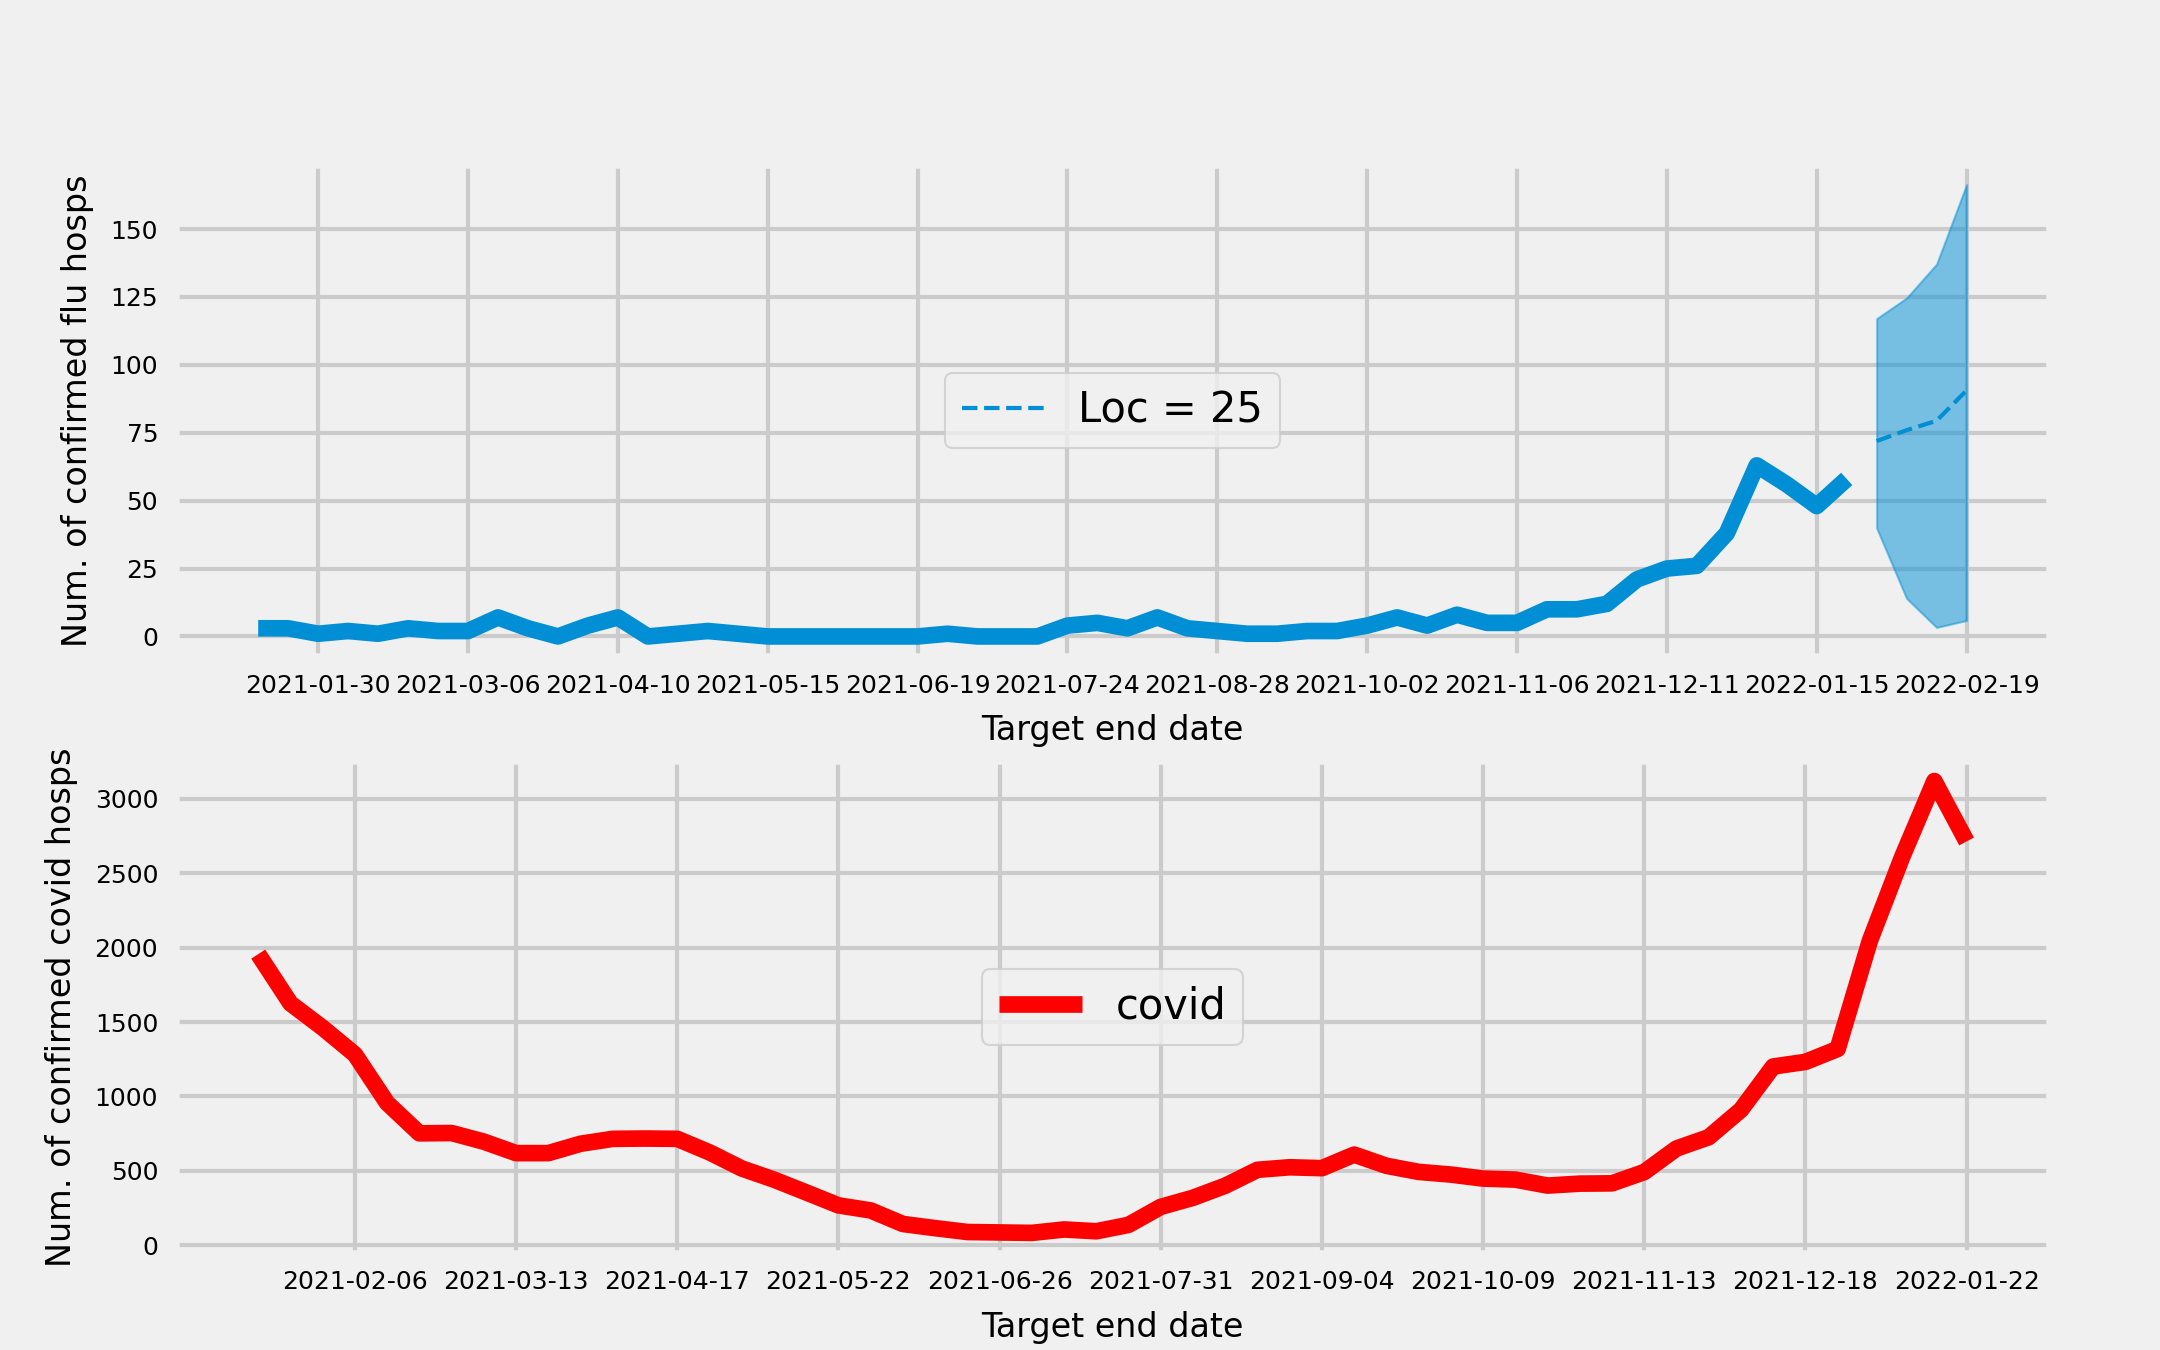 Num. of confirmed flu hosps
150
125
100
75
50
25
0
Loc = 25
2021-01-30 2021-03-06 2021-04-10 2021-05-15 2021-06-19 2021-07-24 2021-08-28 2021-10-02 2021-11-06 2021-12-11 2022-01-15 2022-02-19
Target end date
Num. of confirmed covid hosps
3000
2500
2000
1500
1000
500
0
covid
2021-02-06 2021-03-13 2021-04-17 2021-05-22 2021-06-26 2021-07-31 2021-09-04 2021-10-09 2021-11-13 2021-12-18 2022-01-22
Target end date